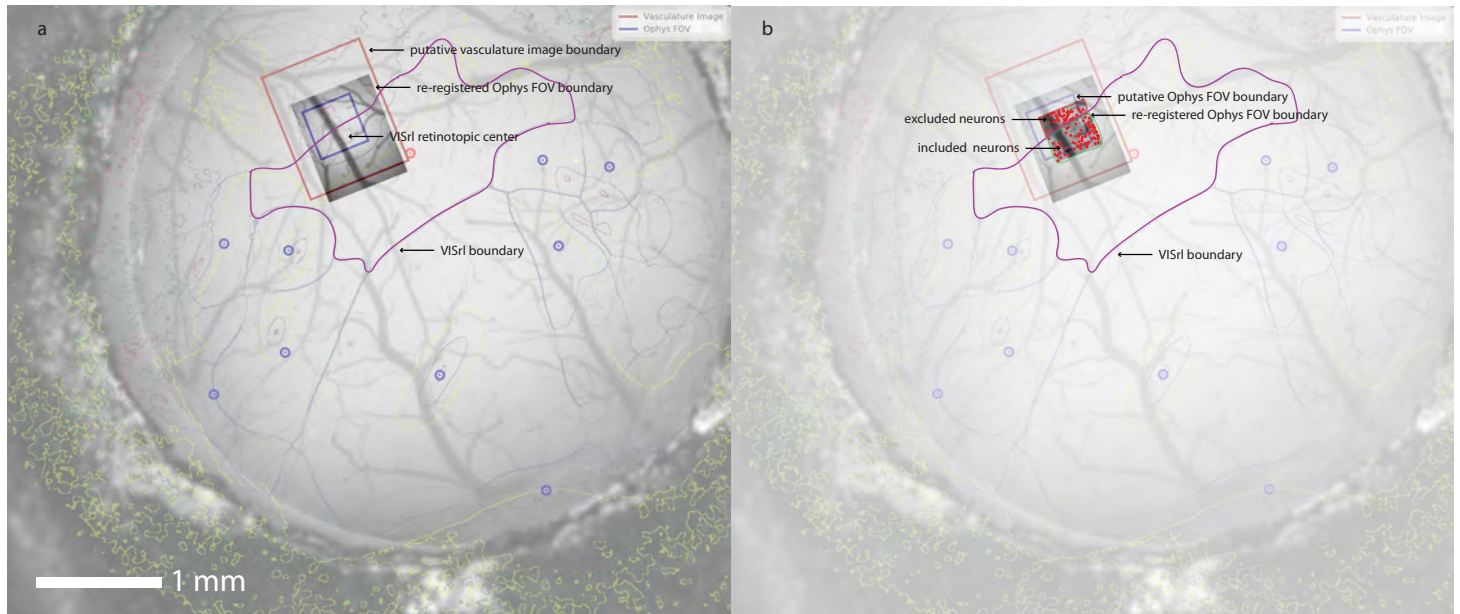 a
Vasculature Image
Ophys FOV
putative vasculature image boundary
re-registered Ophys FOV boundary
VISrl retinotopic center
VISrl boundary
1 mm
b
Vasculature Image
Ophys FOV
putative Ophys FOV boundary
re-registered Ophys FOV boundary
excluded neurons
included neurons
VISrl boundary